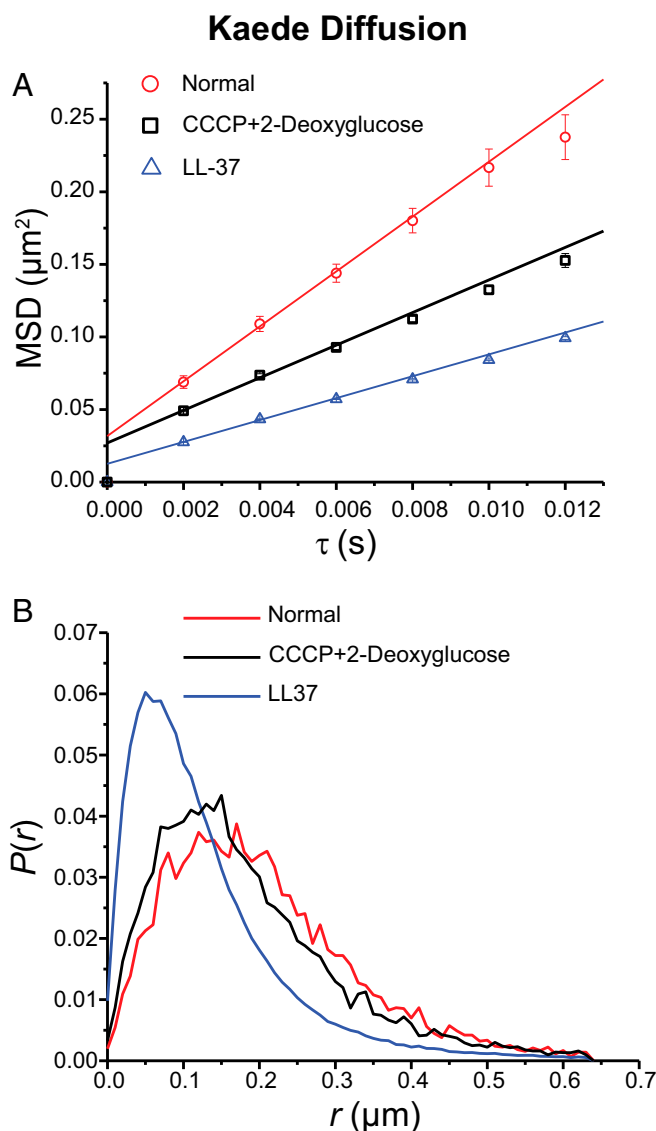 Kaede Diffusion
A
Normal
CCCP+2-Deoxyglucose
LL-37
0.25
0.20
0.15
0.10
0.05
0.00
MSD (µm²)
0.000 0.002 0.004 0.006 0.008 0.010 0.012
τ (s)
B
Normal
CCCP+2-Deoxyglucose
LL37
0.07
0.06
0.05
0.04
0.03
0.02
0.01
0.00
P(r)
0.0 0.1 0.2 0.3 0.4 0.5 0.6 0.7
r (µm)